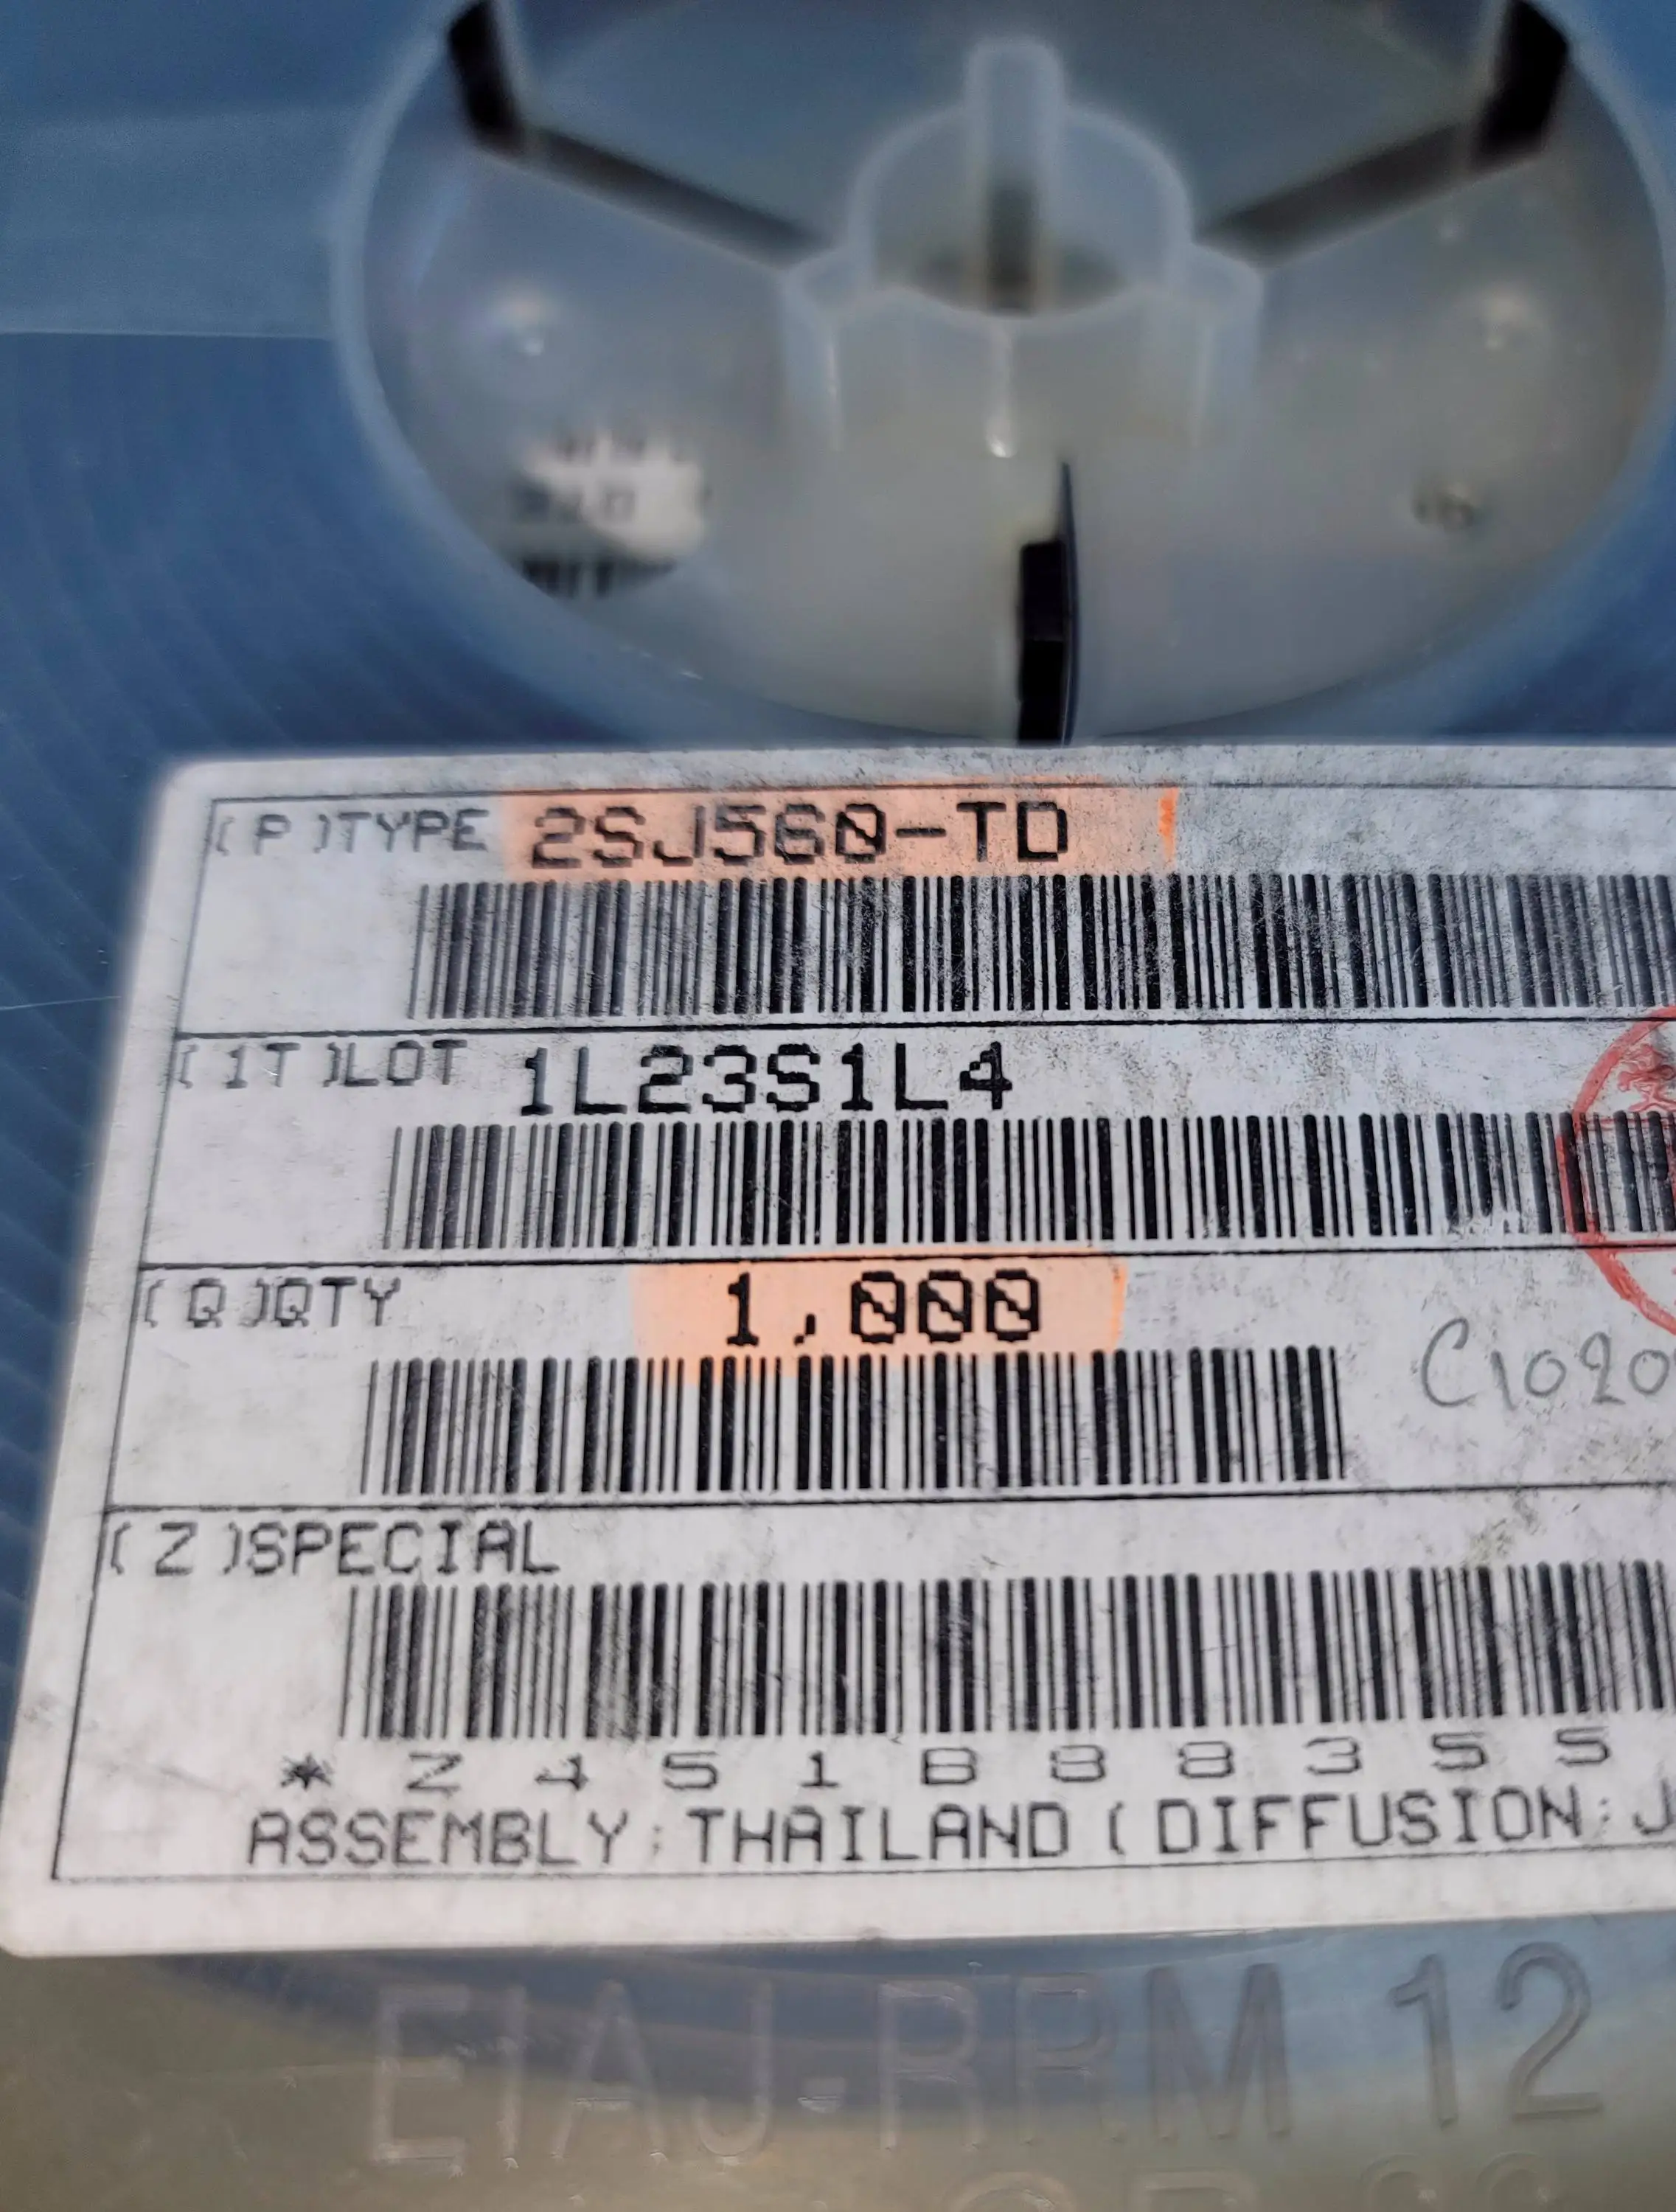 (P)TYPE 2SJ560-TD
(1T)LOT 1L23S1L4
(Q)QTY 1,000
C1020
(Z)SPECIAL
* Z 4 5 1 B 8 8 3 5 5
ASSEMBLY:THAILAND(DIFFUSION:J
EIAJ-RRM 12